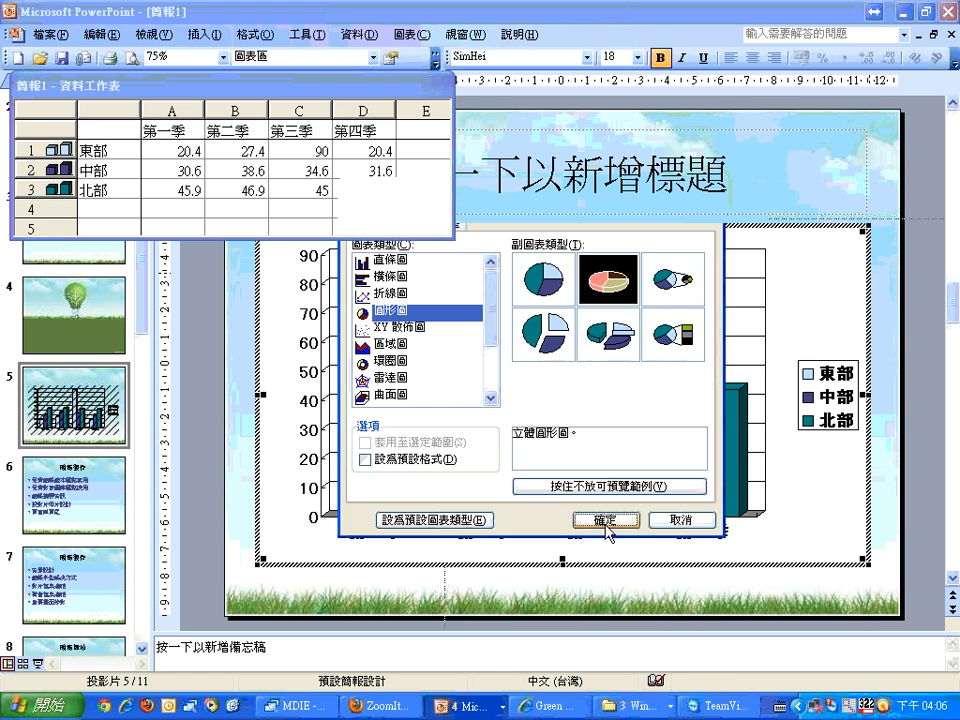 Microsoft PowerPoint - [簡報1]
檔案(F) 編輯(E) 檢視(V) 插入(I) 格式(O) 工具(T) 資料(D) 圖表(C) 視窗(W) 說明(H) 輸入需要解答的問題
75% 圖表區 SimHei 18 B I U
簡報1 - 資料工作表
A B C D E
第一季 第二季 第三季 第四季
1 東部 20.4 27.4 90 20.4
2 中部 30.6 38.6 34.6 31.6
3 北部 45.9 46.9 45
4
5
一下以新增標題
圖表類型(C): 副圖表類型(T):
直條圖
橫條圖
折線圖
圓形圖
XY 散佈圖
區域圖
環圈圖
雷達圖
曲面圖
選項
套用至選定範圍(S)
設為預設格式(D)
立體圓形圖。
按住不放可預覽範例(V)
設為預設圖表類型(E) 確定 取消
90
80
70
60
50
40
30
20
10
0
東部
中部
北部
4
5
6
7
8
按一下以新增備忘稿
投影片 5 / 11 預設簡報設計 中文 (台灣)
開始 MDIE -... ZoomIt... 4 Mic... Green ... 3 Win... TeamVi... 下午 04:06